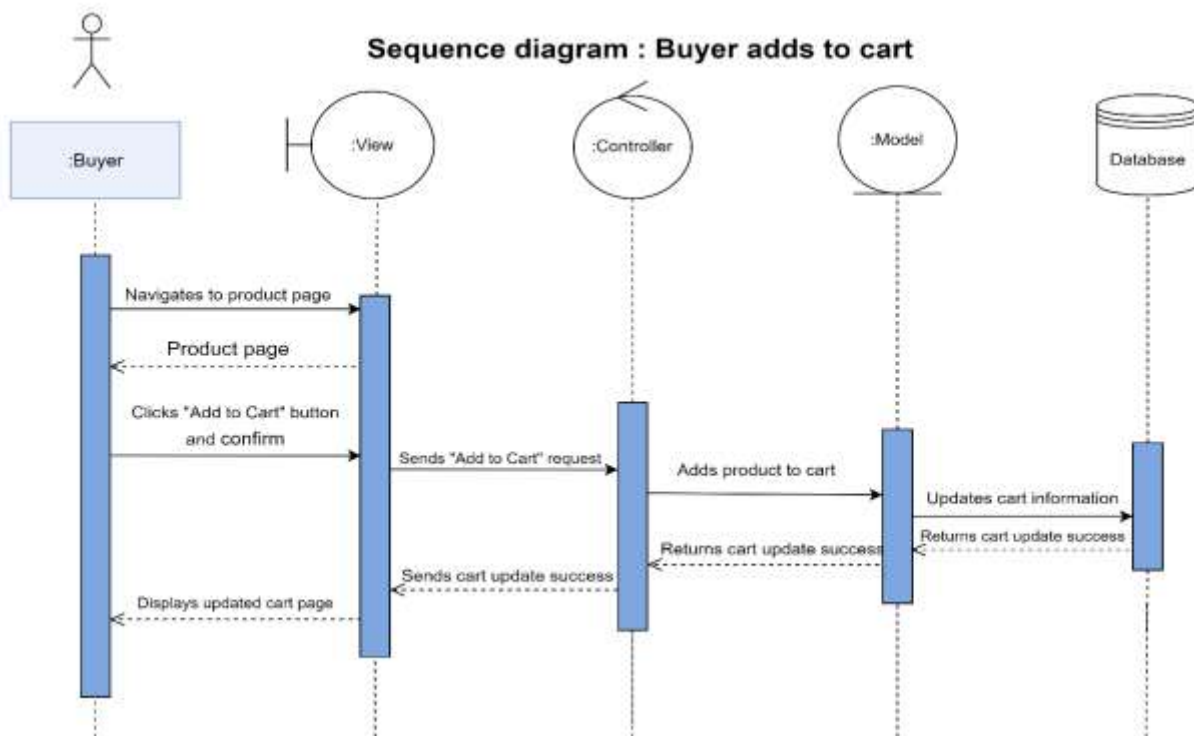 Sequence diagram : Buyer adds to cart
:Buyer
:View
:Controller
:Model
Database
Navigates to product page
Product page
Clicks "Add to Cart" button
and confirm
Sends "Add to Cart" request
Adds product to cart
Updates cart information
Returns cart update success
Returns cart update success
Sends cart update success
Displays updated cart page